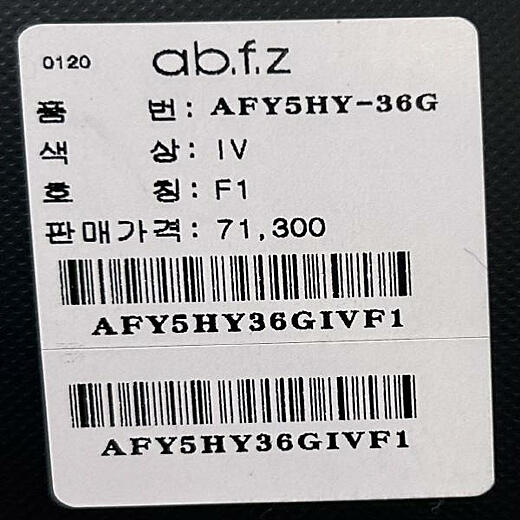 0120 ab.f.z
품 번: AFY5HY-36G
색 상: IV
호 칭: F1
판매가격: 71,300
AFY5HY36GIVF1
AFY5HY36GIVF1